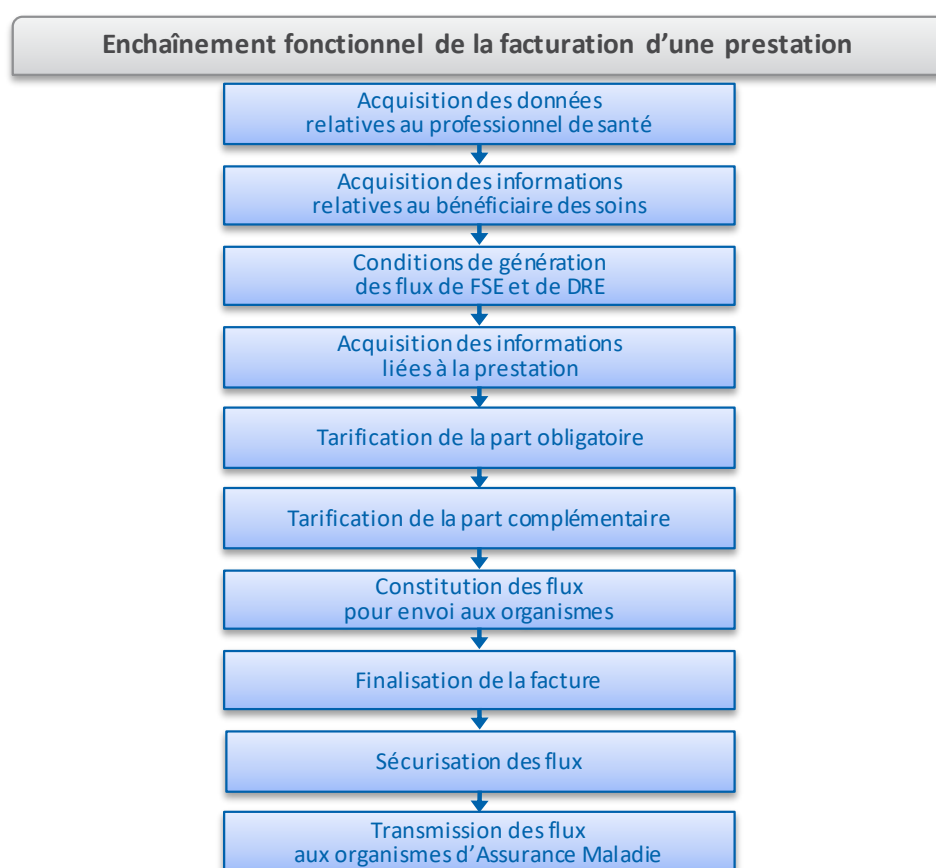 Enchaînement fonctionnel de la facturation d’une prestation
Acquisition des données
relatives au professionnel de santé
Acquisition des informations
relatives au bénéficiaire des soins
Conditions de génération
des flux de FSE et de DRE
Acquisition des informations
liées à la prestation
Tarification de la part obligatoire
Tarification de la part complémentaire
Constitution des flux
pour envoi aux organismes
Finalisation de la facture
Sécurisation des flux
Transmission des flux
aux organismes d’Assurance Maladie